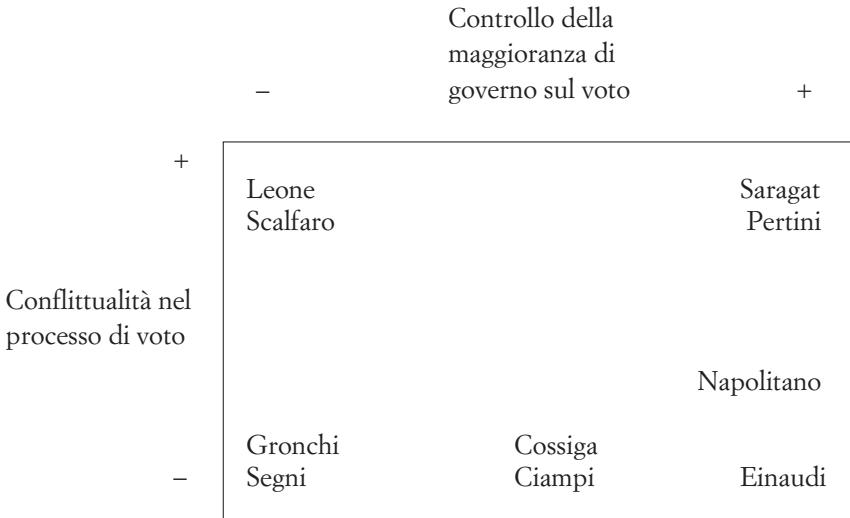 Controllo della
maggioranza di
– governo sul voto +
+
Leone Saragat
Scalfaro Pertini
Conflittualità nel
processo di voto
Napolitano
Gronchi Cossiga
– Segni Ciampi Einaudi